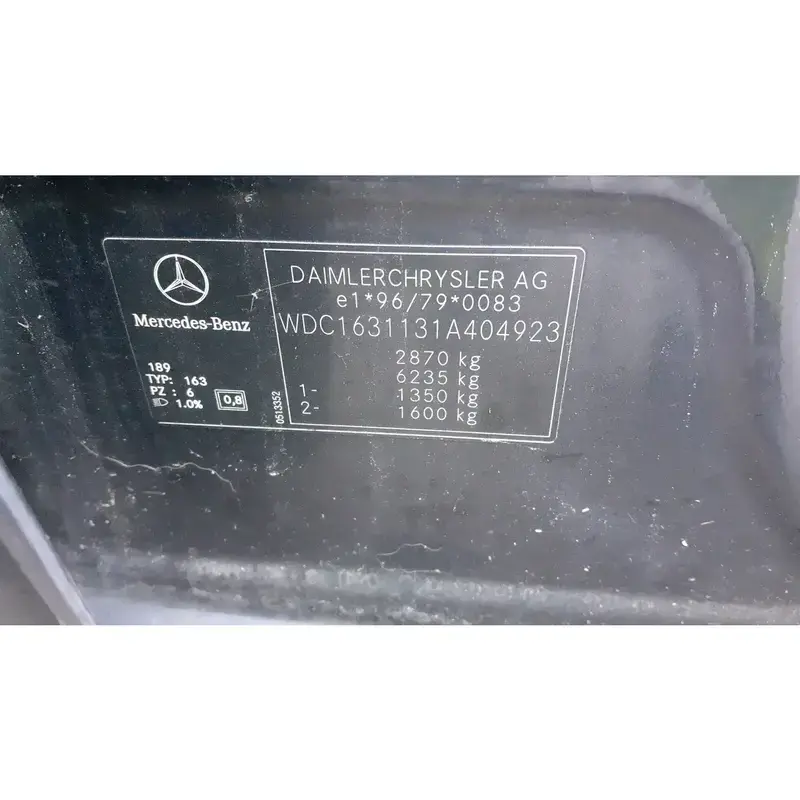 Mercedes-Benz
189
TYP: 163
PZ : 6
1.0%
0,8
0513352
DAIMLERCHRYSLER AG
e1*96/79*0083
WDC1631131A404923
2870 kg
6235 kg
1- 1350 kg
2- 1600 kg